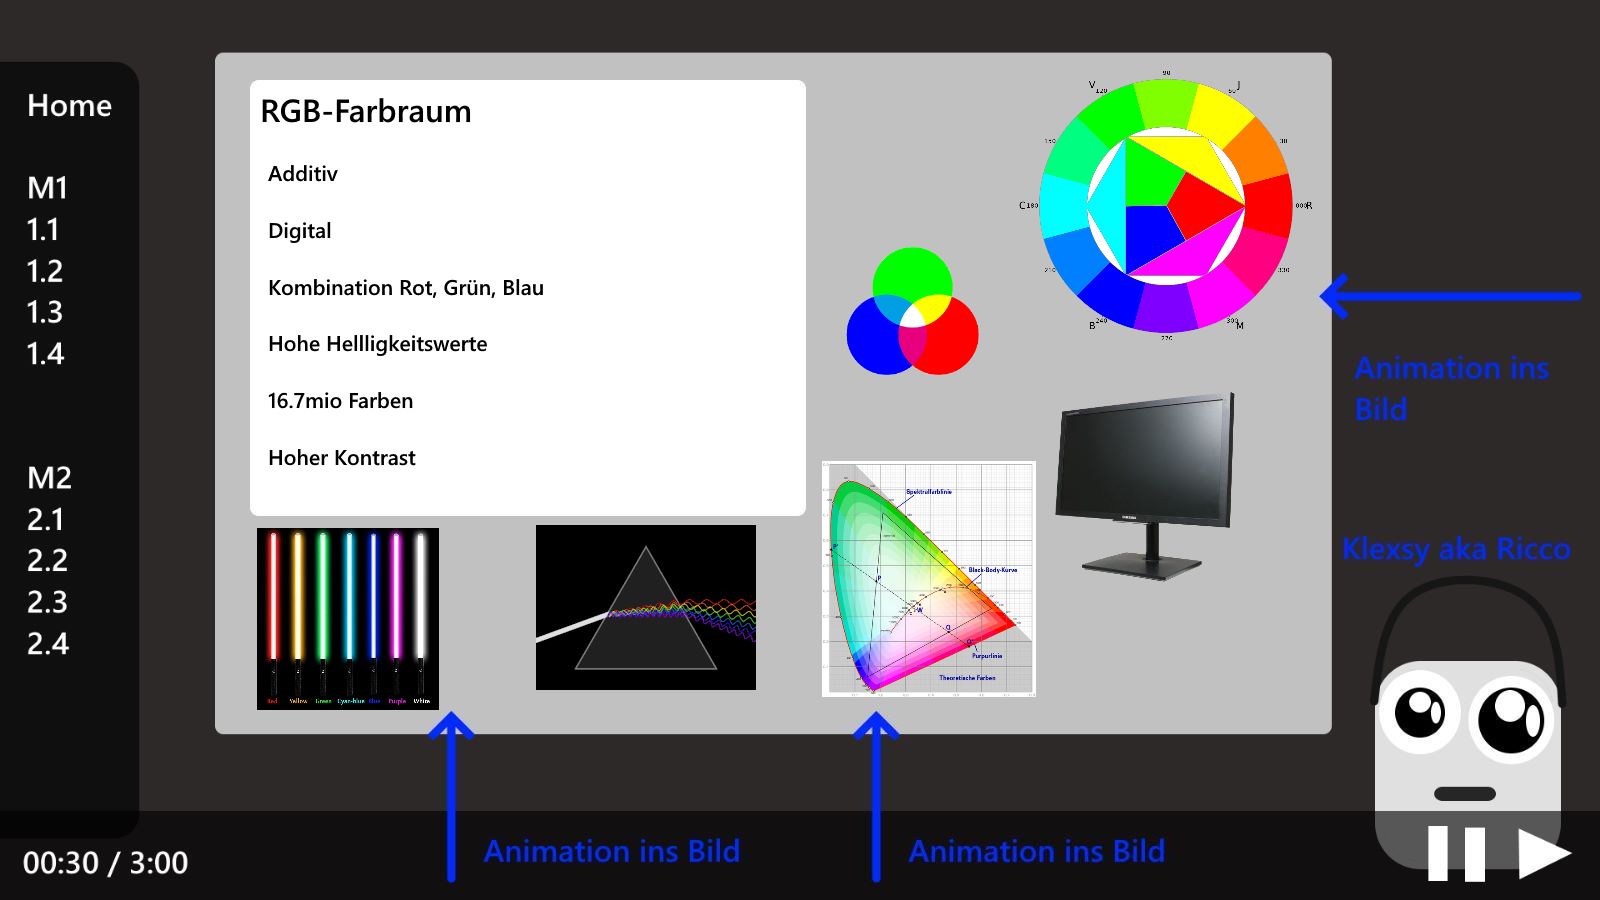 Home
M1
1.1
1.2
1.3
1.4
M2
2.1
2.2
2.3
2.4
RGB-Farbraum
Additiv
Digital
Kombination Rot, Grün, Blau
Hohe Hellligkeitswerte
16.7mio Farben
Hoher Kontrast
90
V
120
J
60
150
30
C 180
000 R
210
330
B 240
300 M
270
Animation ins
Bild
Spektralfarblinie
Black-Body-Kurve
P
W
Q
Purpurlinie
Theoretische Farben
SAMSUNG
Red Yellow Green Cyan-blue Blue Purple White
Klexsy aka Ricco
Animation ins Bild
Animation ins Bild
00:30 / 3:00